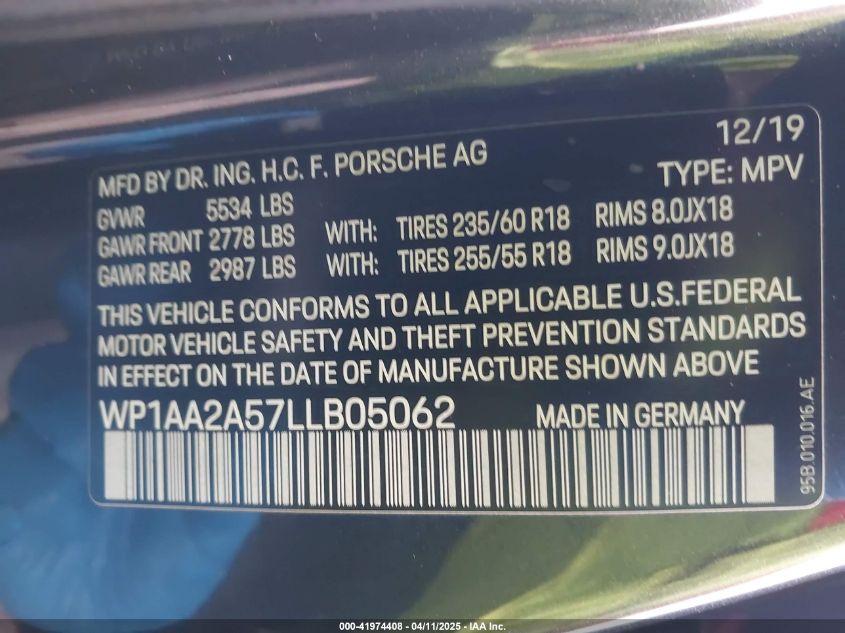 12/19
MFD BY DR. ING. H.C. F. PORSCHE AG TYPE: MPV
GVWR 5534 LBS
GAWR FRONT 2778 LBS WITH: TIRES 235/60 R18 RIMS 8.0JX18
GAWR REAR 2987 LBS WITH: TIRES 255/55 R18 RIMS 9.0JX18
THIS VEHICLE CONFORMS TO ALL APPLICABLE U.S.FEDERAL
MOTOR VEHICLE SAFETY AND THEFT PREVENTION STANDARDS
IN EFFECT ON THE DATE OF MANUFACTURE SHOWN ABOVE
WP1AA2A57LLB05062 MADE IN GERMANY
95B.010.016.AE
000-41974408 - 04/11/2025 - IAA Inc.